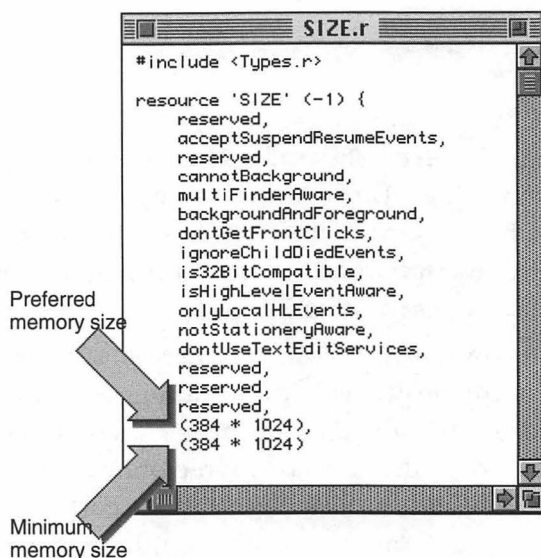 SIZE.r
#include <Types.r>
resource 'SIZE' (-1) {
reserved,
acceptSuspendResumeEvents,
reserved,
cannotBackground,
multiFinderAware,
backgroundAndForeground,
dontGetFrontClicks,
ignoreChildDiedEvents,
is32BitCompatible,
isHighLevelEventAware,
onlyLocalHLEvents,
notStationeryAware,
dontUseTextEditServices,
reserved,
reserved,
reserved,
(384 * 1024),
(384 * 1024)
Preferred
memory size
Minimum
memory size